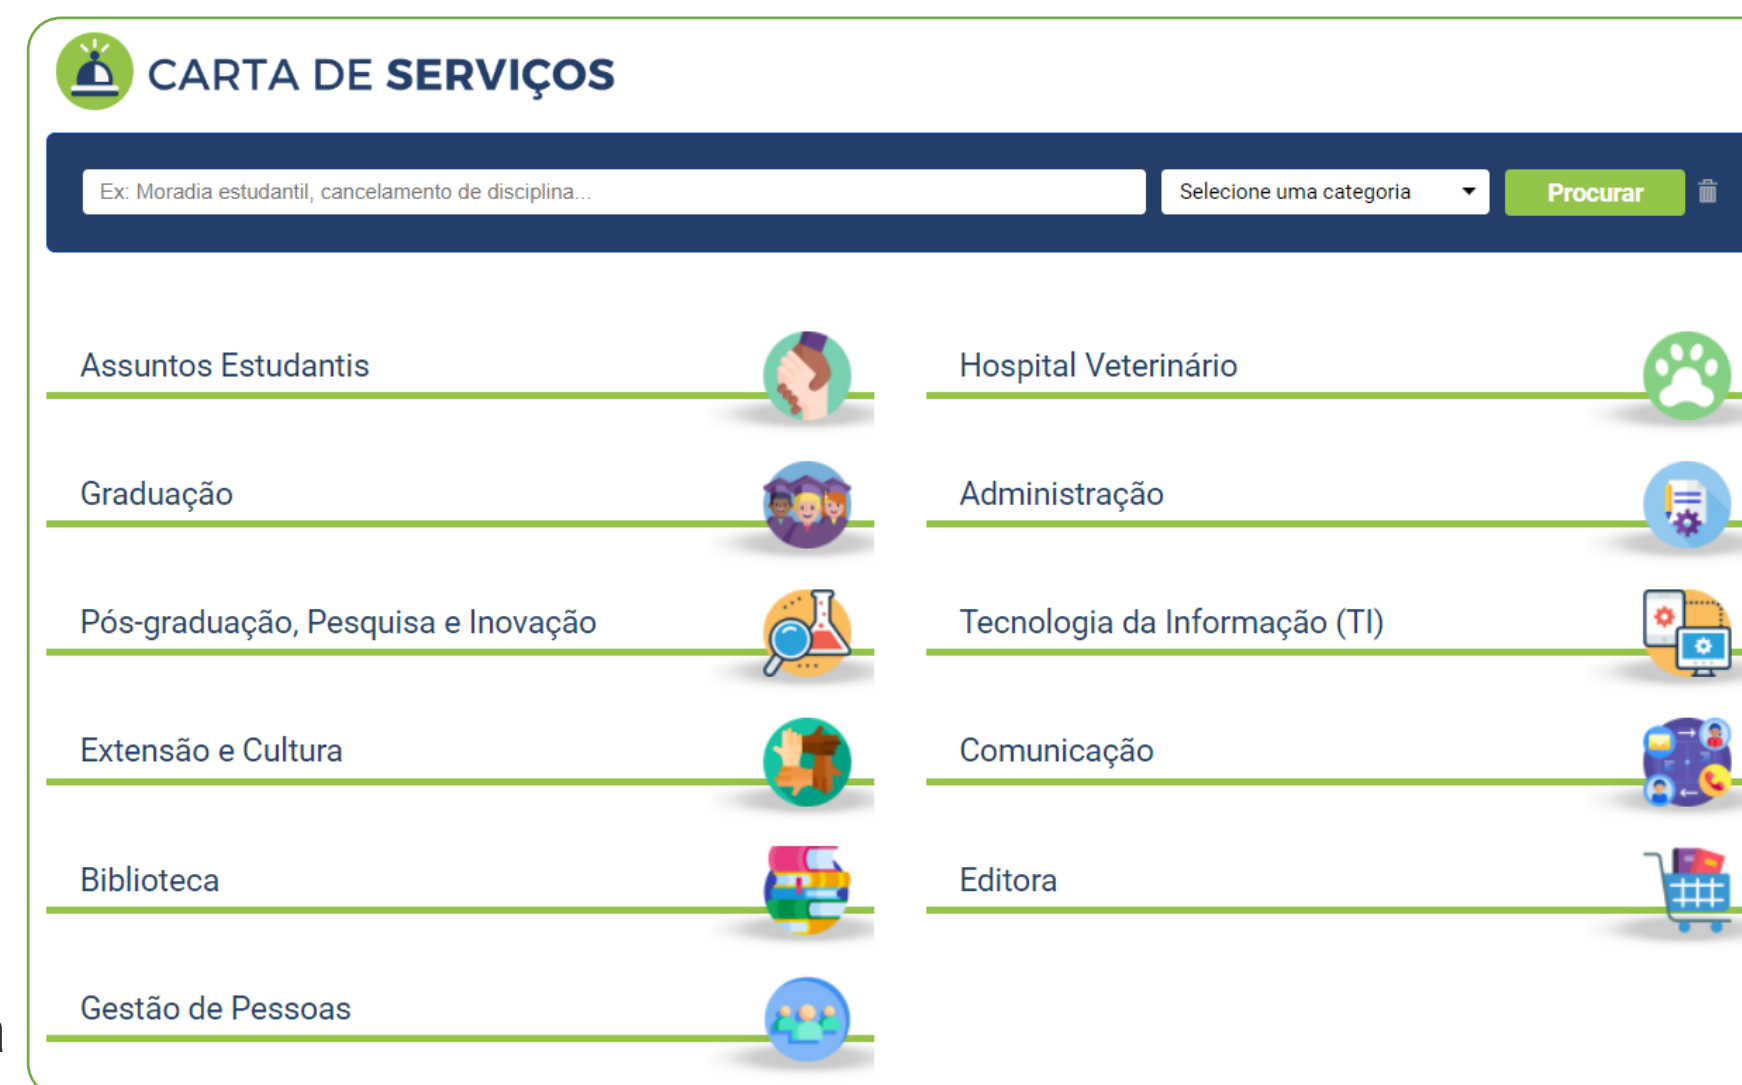 CARTA DE SERVIÇOS
Ex: Moradia estudantil, cancelamento de disciplina...
Selecione uma categoria
Procurar
Assuntos Estudantis
Hospital Veterinário
Graduação
Administração
Pós-graduação, Pesquisa e Inovação
Tecnologia da Informação (TI)
Extensão e Cultura
Comunicação
Biblioteca
Editora
Gestão de Pessoas